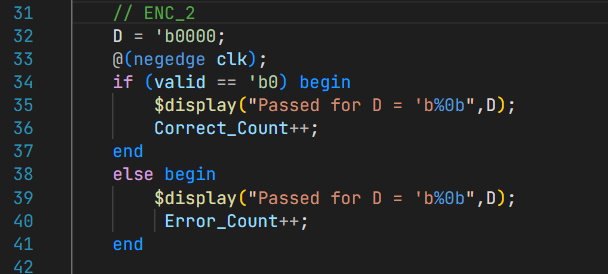 31 // ENC_2
32 D = 'b0000;
33 @(negedge clk);
34 if (valid == 'b0) begin
35 $display("Passed for D = 'b%0b",D);
36 Correct_Count++;
37 end
38 else begin
39 $display("Passed for D = 'b%0b",D);
40 Error_Count++;
41 end
42